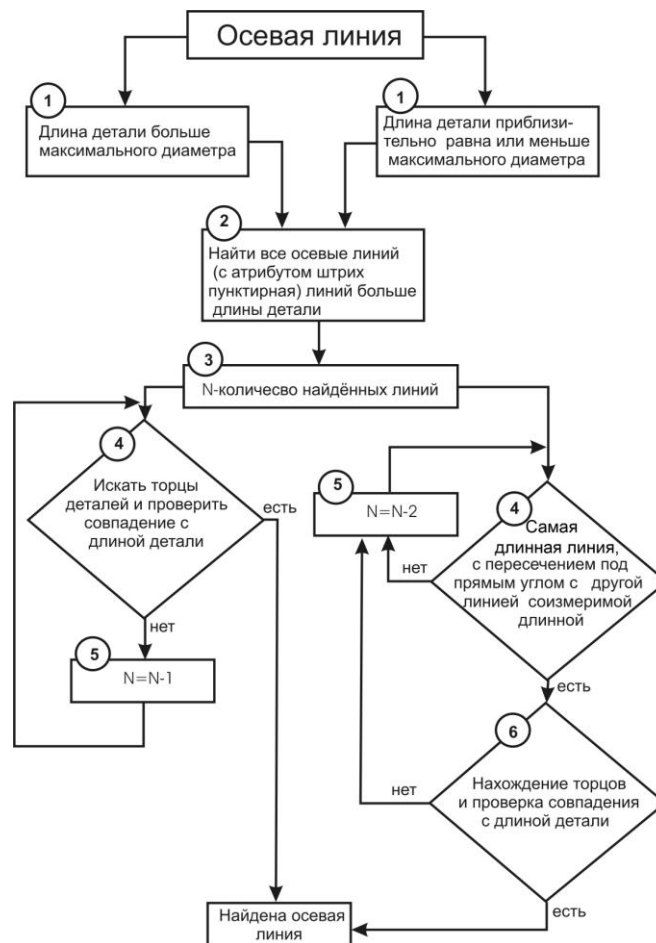 Осевая линия
1
Длина детали больше
максимального диаметра
1
Длина детали приблизи-
тельно равна или меньше
максимального диаметра
2
Найти все осевые линий
(с атрибутом штрих
пунктирная) линий больше
длины детали
3
N-количесво найдённых линий
4
Искать торцы
деталей и проверить
совпадение с
длиной детали
есть
нет
5
N=N-1
5
N=N-2
4
Самая
длинная линия,
с пересечением под
прямым углом с другой
линией соизмеримой
длинной
нет
есть
6
Нахождение торцов
и проверка совпадения
с длиной детали
нет
есть
Найдена осевая
линия